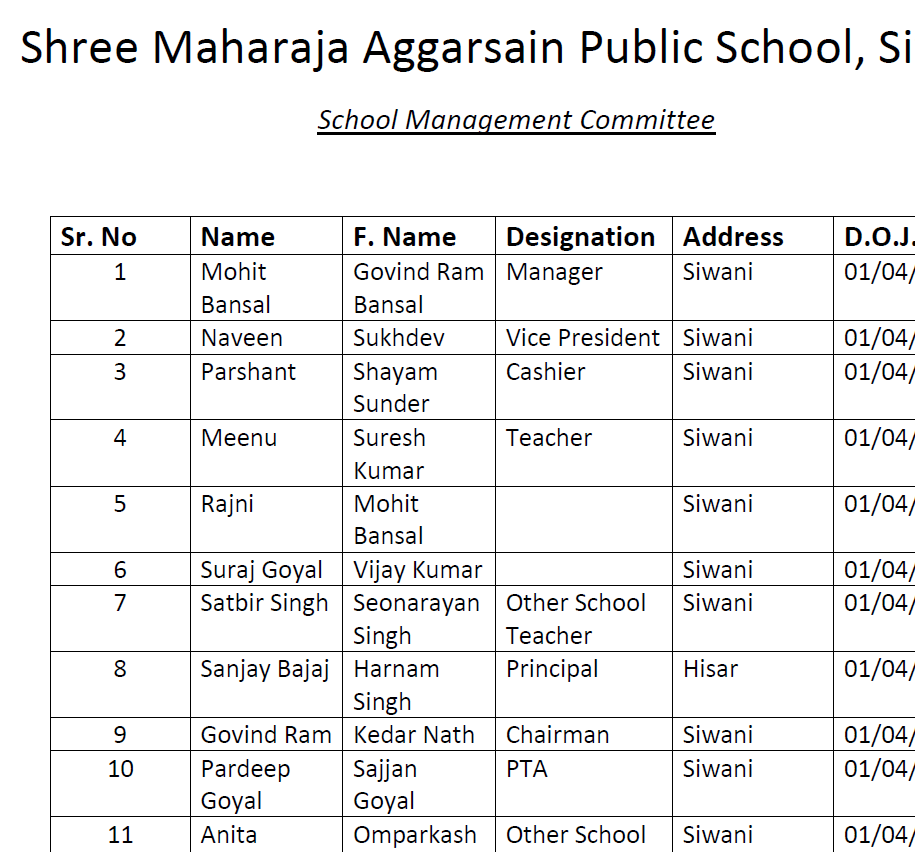 Shree Maharaja Aggarsain Public School, Si
School Management Committee
Sr. No Name F. Name Designation Address D.O.J.
1 Mohit Govind Ram Manager Siwani 01/04/
Bansal Bansal
2 Naveen Sukhdev Vice President Siwani 01/04/
3 Parshant Shayam Cashier Siwani 01/04/
Sunder
4 Meenu Suresh Teacher Siwani 01/04/
Kumar
5 Rajni Mohit Siwani 01/04/
Bansal
6 Suraj Goyal Vijay Kumar Siwani 01/04/
7 Satbir Singh Seonarayan Other School Siwani 01/04/
Singh Teacher
8 Sanjay Bajaj Harnam Principal Hisar 01/04/
Singh
9 Govind Ram Kedar Nath Chairman Siwani 01/04/
10 Pardeep Sajjan PTA Siwani 01/04/
Goyal Goyal
11 Anita Omparkash Other School Siwani 01/04/